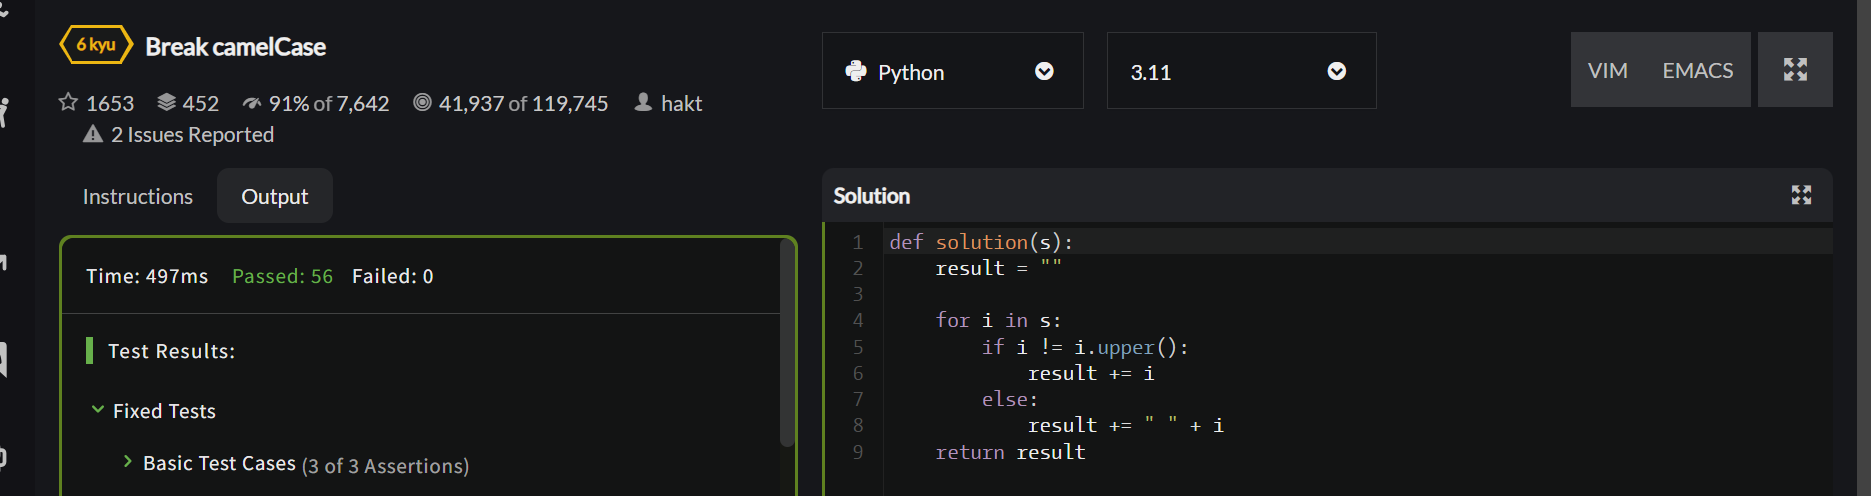 6 kyu Break camelCase
1653 452 91% of 7,642 41,937 of 119,745 hakt
2 Issues Reported
Instructions Output
Time: 497ms Passed: 56 Failed: 0
Test Results:
Fixed Tests
Basic Test Cases (3 of 3 Assertions)
Python 3.11 VIM EMACS
Solution
1 def solution(s):
2     result = ""
3
4     for i in s:
5         if i != i.upper():
6             result += i
7         else:
8             result += " " + i
9     return result